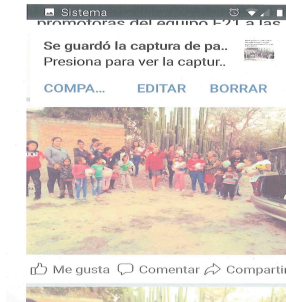 Sistema
promotoras del equipo F21 a las
Se guardó la captura de pa..
Presiona para ver la captur..
COMPA... EDITAR BORRAR
Me gusta Comentar Compartir